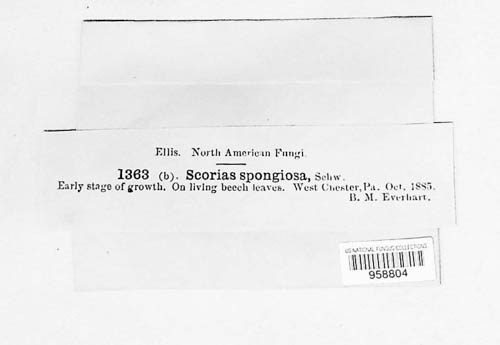 Ellis. North American Fungi.
1363 (b). Scorias spongiosa, Schw.
Early stage of growth. On living beech leaves. West Chester, Pa. Oct. 1885.
B. M. Everhart.
US NATIONAL FUNGUS COLLECTIONS
958804